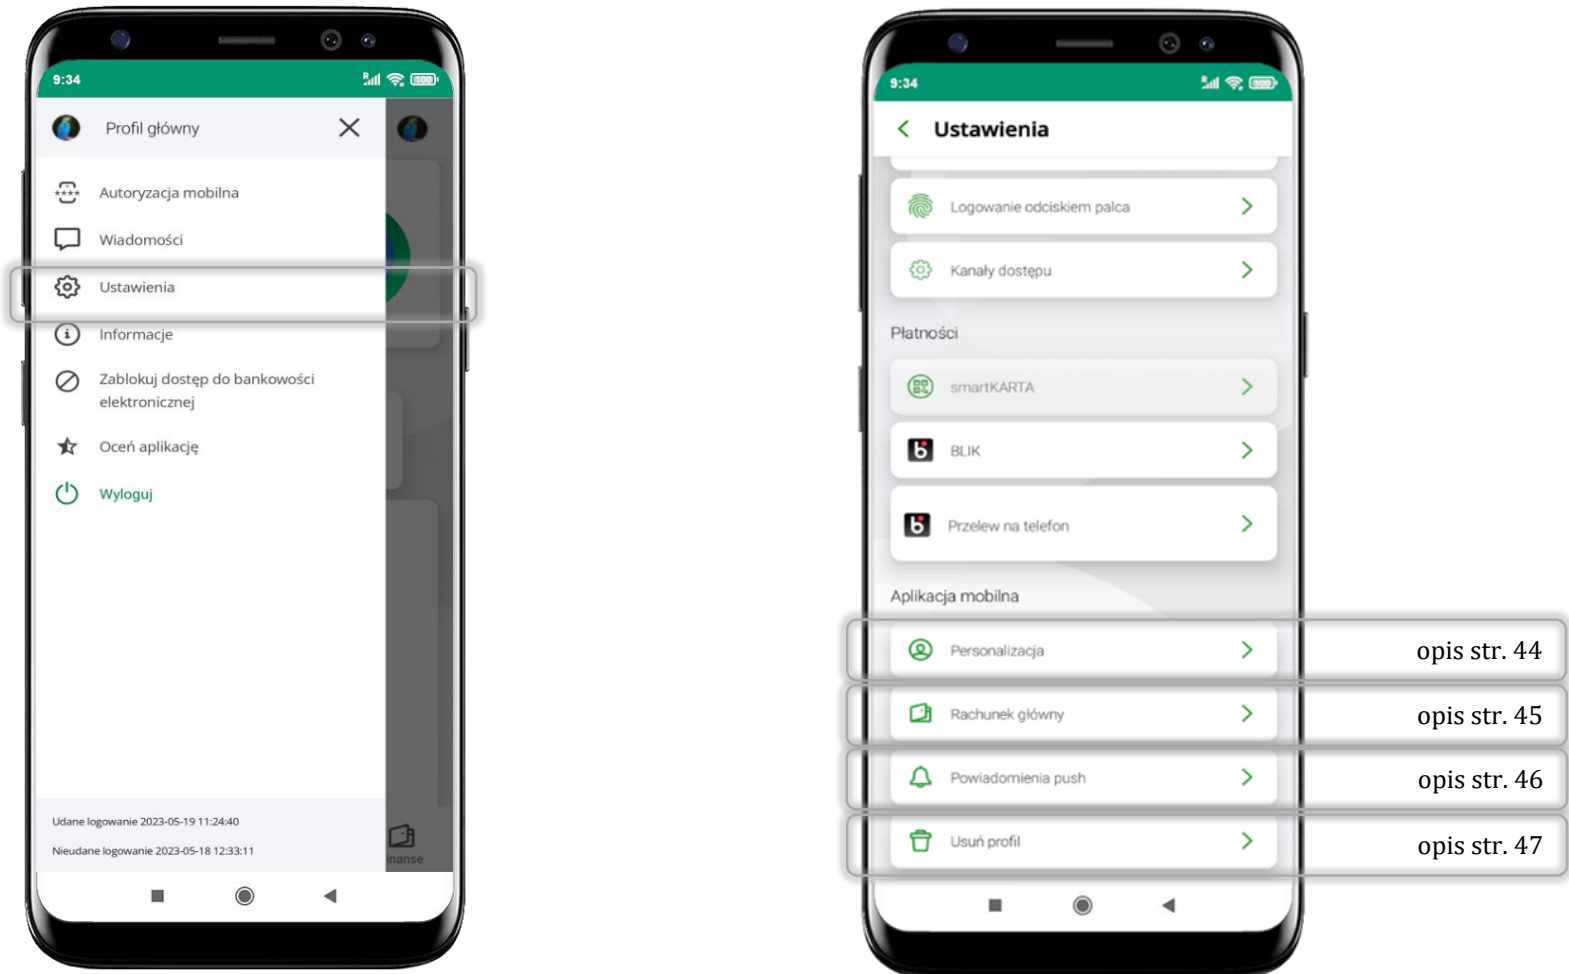 9:34
Profil główny
Autoryzacja mobilna
Wiadomości
Ustawienia
Informacje
Zablokuj dostęp do bankowości
elektronicznej
Oceń aplikację
Wyloguj
Udane logowanie 2023-05-19 11:24:40
Nieudane logowanie 2023-05-18 12:33:11
inanse
9:34
Ustawienia
Logowanie odciskiem palca
Kanały dostępu
Płatności
smartKARTA
BLIK
Przelew na telefon
Aplikacja mobilna
Personalizacja
opis str. 44
Rachunek główny
opis str. 45
Powiadomienia push
opis str. 46
Usuń profil
opis str. 47